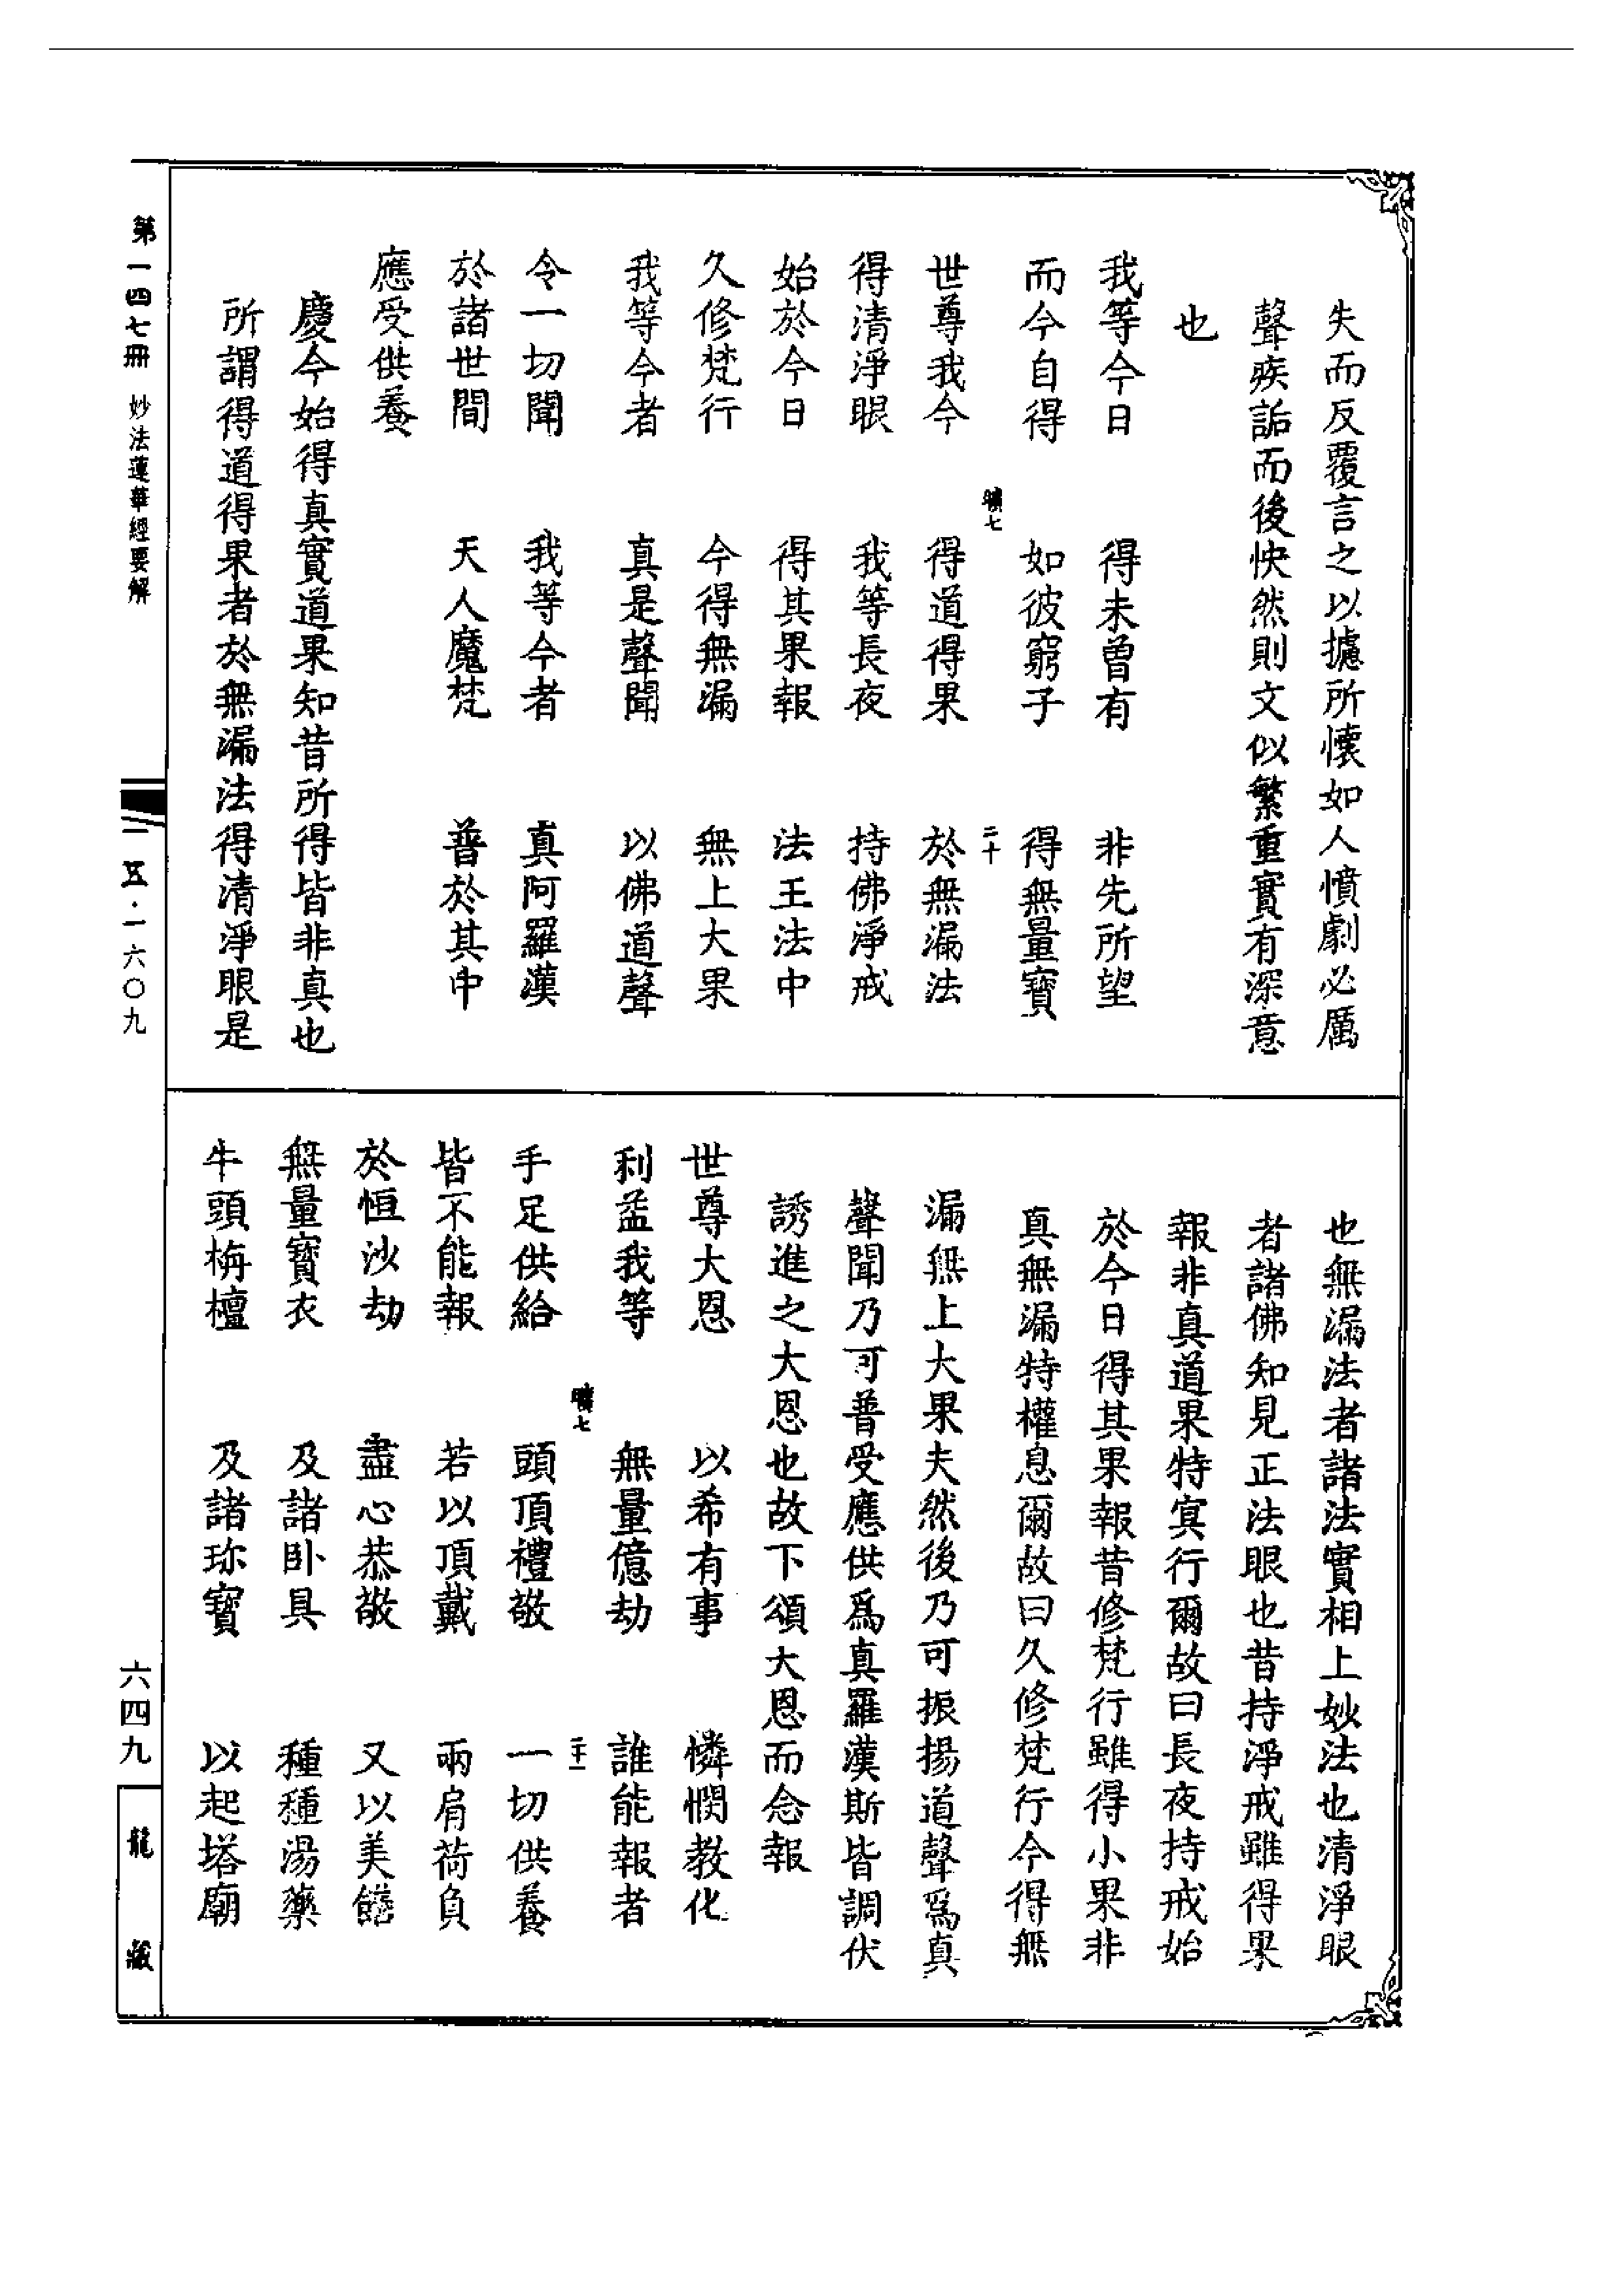 失而反覆言之以攄所懷如人憤劇必厲
聲疾詬而後快然則文似繁重實有深意
也
我等今日　得未曾有　非先所望
而今自得　如彼窮子　得無量寶
七　二十
世尊我今　得道得果　於無漏法
得清淨眼　我等長夜　持佛淨戒
始於今日　得其果報　法王法中
久修梵行　今得無漏　無上大果
我等今者　真是聲聞　以佛道聲
令一切聞　我等今者　真阿羅漢
於諸世間　天人魔梵　普於其中
應受供養
慶今始得真實道果知昔所得皆非真也
所謂得道得果者於無漏法得清淨眼是
也無漏法者諸法實相上妙法也清淨眼
者諸佛知見正法眼也昔持淨戒雖得果
報非真道果特冥行爾故曰長夜持戒始
於今日得其果報昔修梵行雖得小果非
真無漏特權息爾故曰久修梵行今得無
漏無上大果夫然後乃可振揚道聲爲真
聲聞乃可普受應供爲真羅漢斯皆調伏
誘進之大恩也故下頌大恩而念報
世尊大恩　以希有事　憐憫教化
利益我等　無量億劫　誰能報者
七　二十一
手足供給　頭頂禮敬　一切供養
皆不能報　若以頂戴　兩肩荷負
於恒沙劫　盡心恭敬　又以美饍
無量寶衣　及諸臥具　種種湯藥
牛頭栴檀　及諸珍寶　以起塔廟
第一四七冊　妙法蓮華經要解
一五·一六〇九
六四九
龍藏